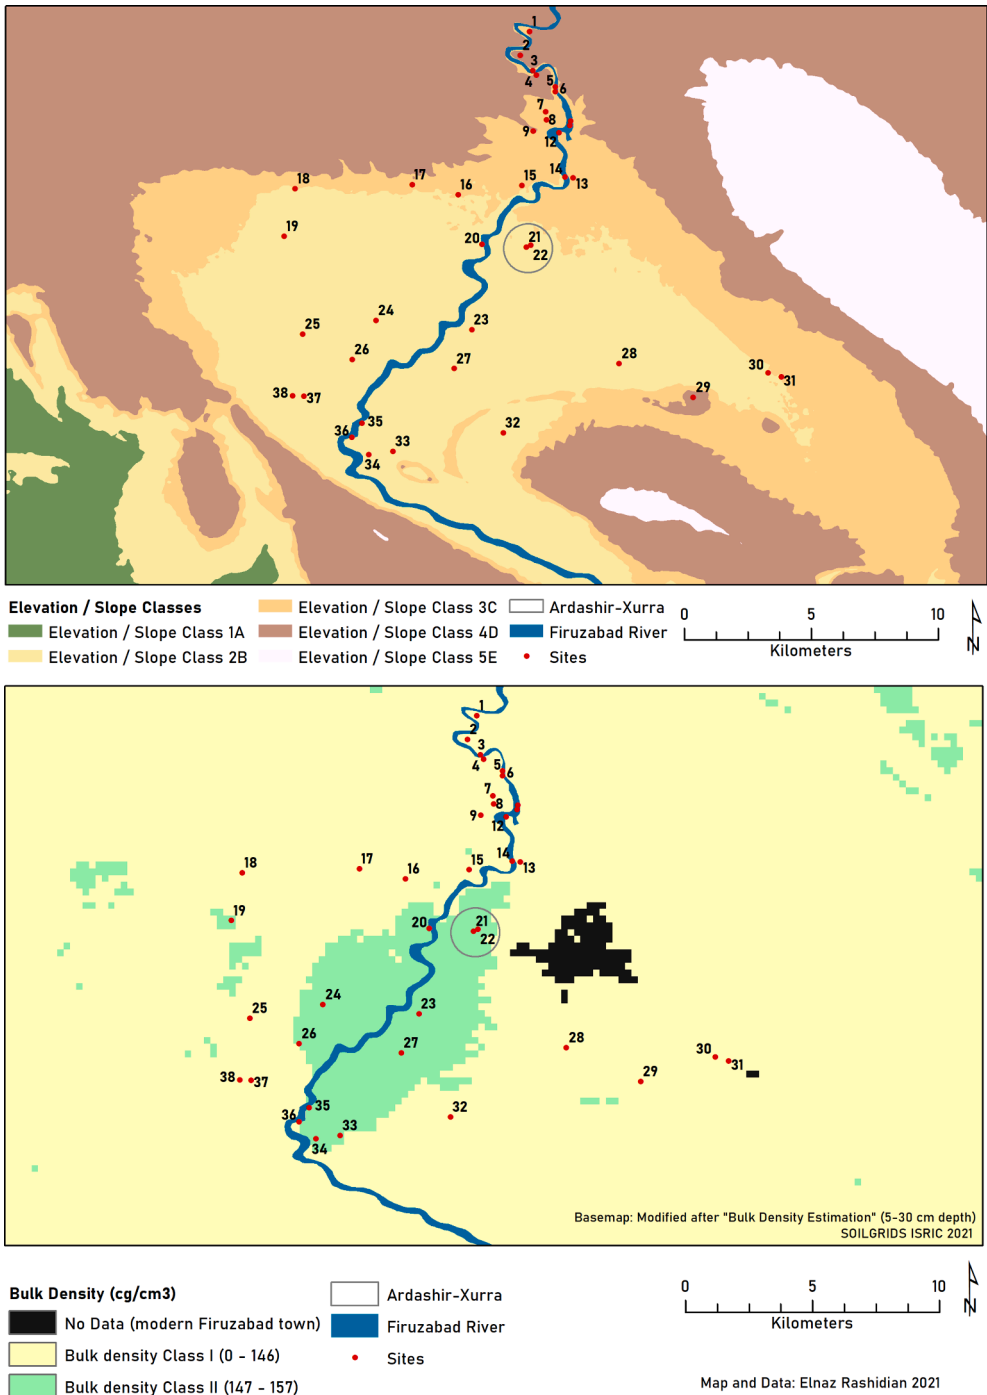 1
2
3
4
5
6
7
8
9
12
14
13
15
17
18
16
19
20
21
22
24
25
23
26
27
28
30
31
29
38
37
35
36
32
33
34
Elevation / Slope Classes
Elevation / Slope Class 1A
Elevation / Slope Class 2B
Elevation / Slope Class 3C
Elevation / Slope Class 4D
Elevation / Slope Class 5E
Ardashir-Xurra
Firuzabad River
Sites
0 5 10
Kilometers
N
1
2
3
4
5
6
7
8
9
12
14
13
15
17
18
16
19
20
21
22
24
25
23
26
27
28
30
31
29
38
37
35
36
32
33
34
Basemap: Modified after "Bulk Density Estimation" (5-30 cm depth)
SOILGRIDS ISRIC 2021
Bulk Density (cg/cm3)
No Data (modern Firuzabad town)
Bulk density Class I (0 - 146)
Bulk density Class II (147 - 157)
Ardashir-Xurra
Firuzabad River
Sites
0 5 10
Kilometers
N
Map and Data: Elnaz Rashidian 2021